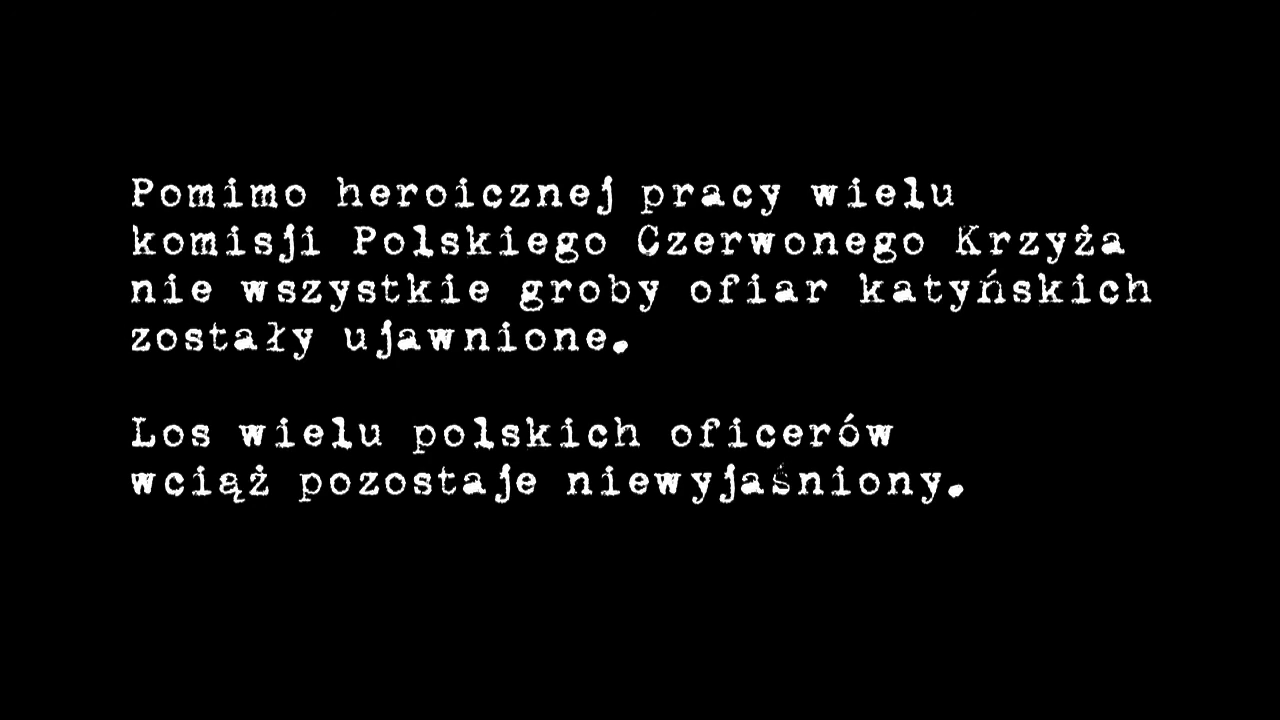 Pomimo heroicznej pracy wielu
komisji Polskiego Czerwonego Krzyża
nie wszystkie groby ofiar katyńskich
zostały ujawnione.
Los wielu polskich oficerów
wciąż pozostaje niewyjaśniony.